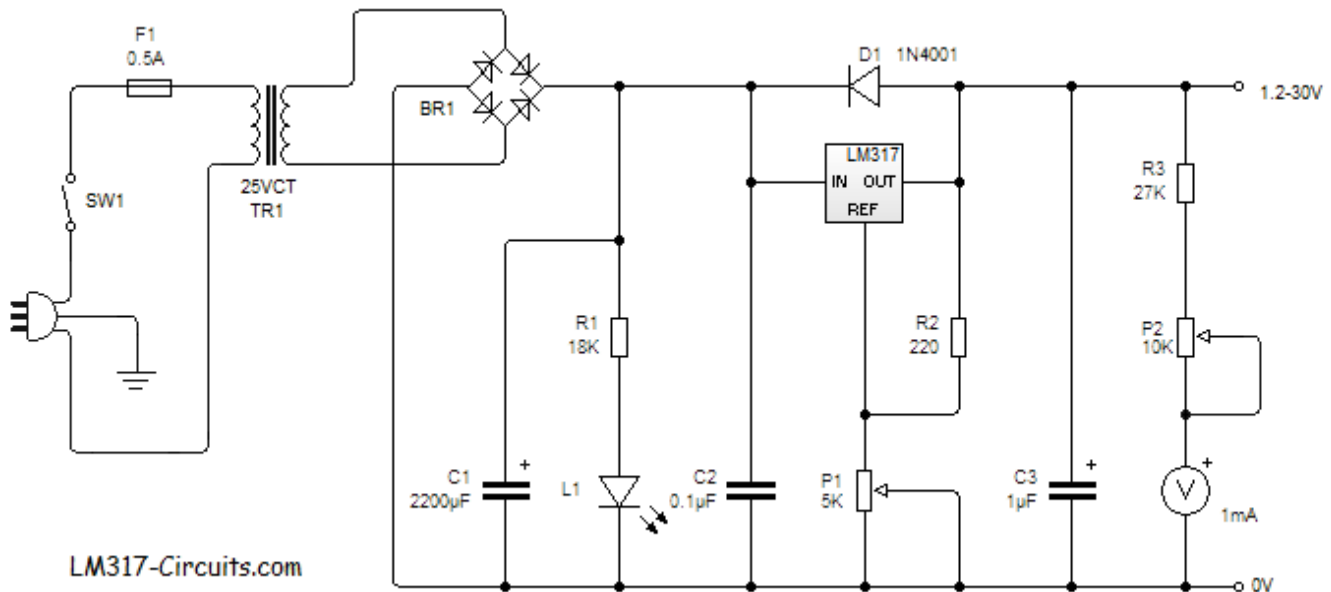 F1
0.5A
SW1
25VCT
TR1
BR1
D1 1N4001
1.2-30V
LM317
IN OUT
REF
R3
27K
R1
18K
R2
220
P2
10K
C1
+
2200µF
L1
C2
0.1µF
P1
5K
C3
+
1µF
+
V
1mA
LM317-Circuits.com
0V